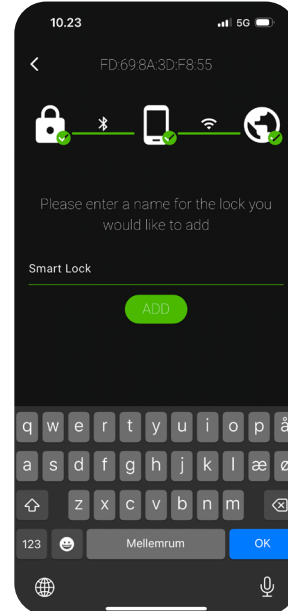 10.23
5G
FD:69:8A:3D:F8:55
Please enter a name for the lock you
would like to add
Smart Lock
ADD
q w e r t y u i o p å
a s d f g h j k l æ ø
z x c v b n m
123 Mellemrum OK